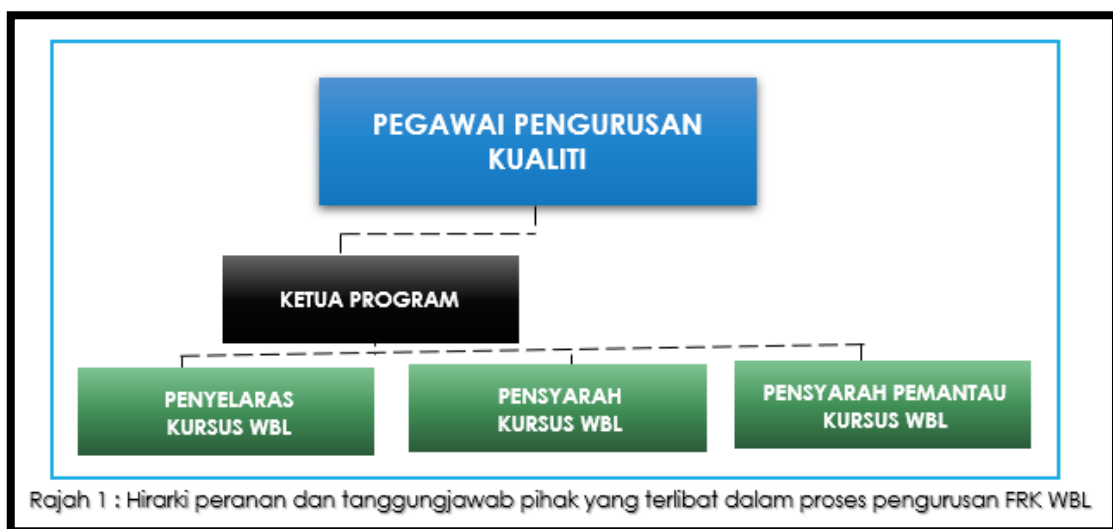 PEGAWAI PENGURUSAN
KUALITI
KETUA PROGRAM
PENYELARAS
KURSUS WBL
PENSYARAH
KURSUS WBL
PENSYARAH PEMANTAU
KURSUS WBL
Rajah 1 : Hirarki peranan dan tanggungjawab pihak yang terlibat dalam proses pengurusan FRK WBL